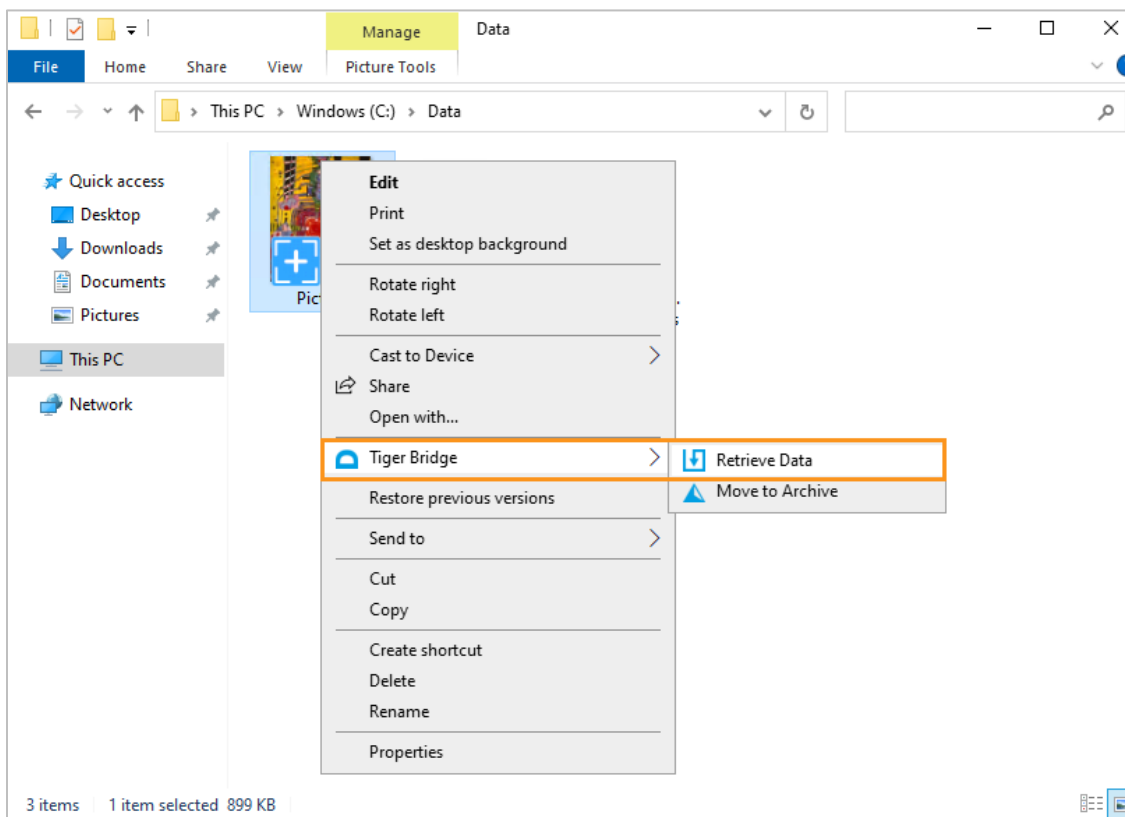 Manage
Data
File
Home
Share
View
Picture Tools
This PC > Windows (C:) > Data
Quick access
Desktop
Downloads
Documents
Pictures
This PC
Network
Edit
Print
Set as desktop background
Rotate right
Rotate left
Cast to Device
Share
Open with...
Tiger Bridge
Retrieve Data
Move to Archive
Restore previous versions
Send to
Cut
Copy
Create shortcut
Delete
Rename
Properties
3 items
1 item selected 899 KB